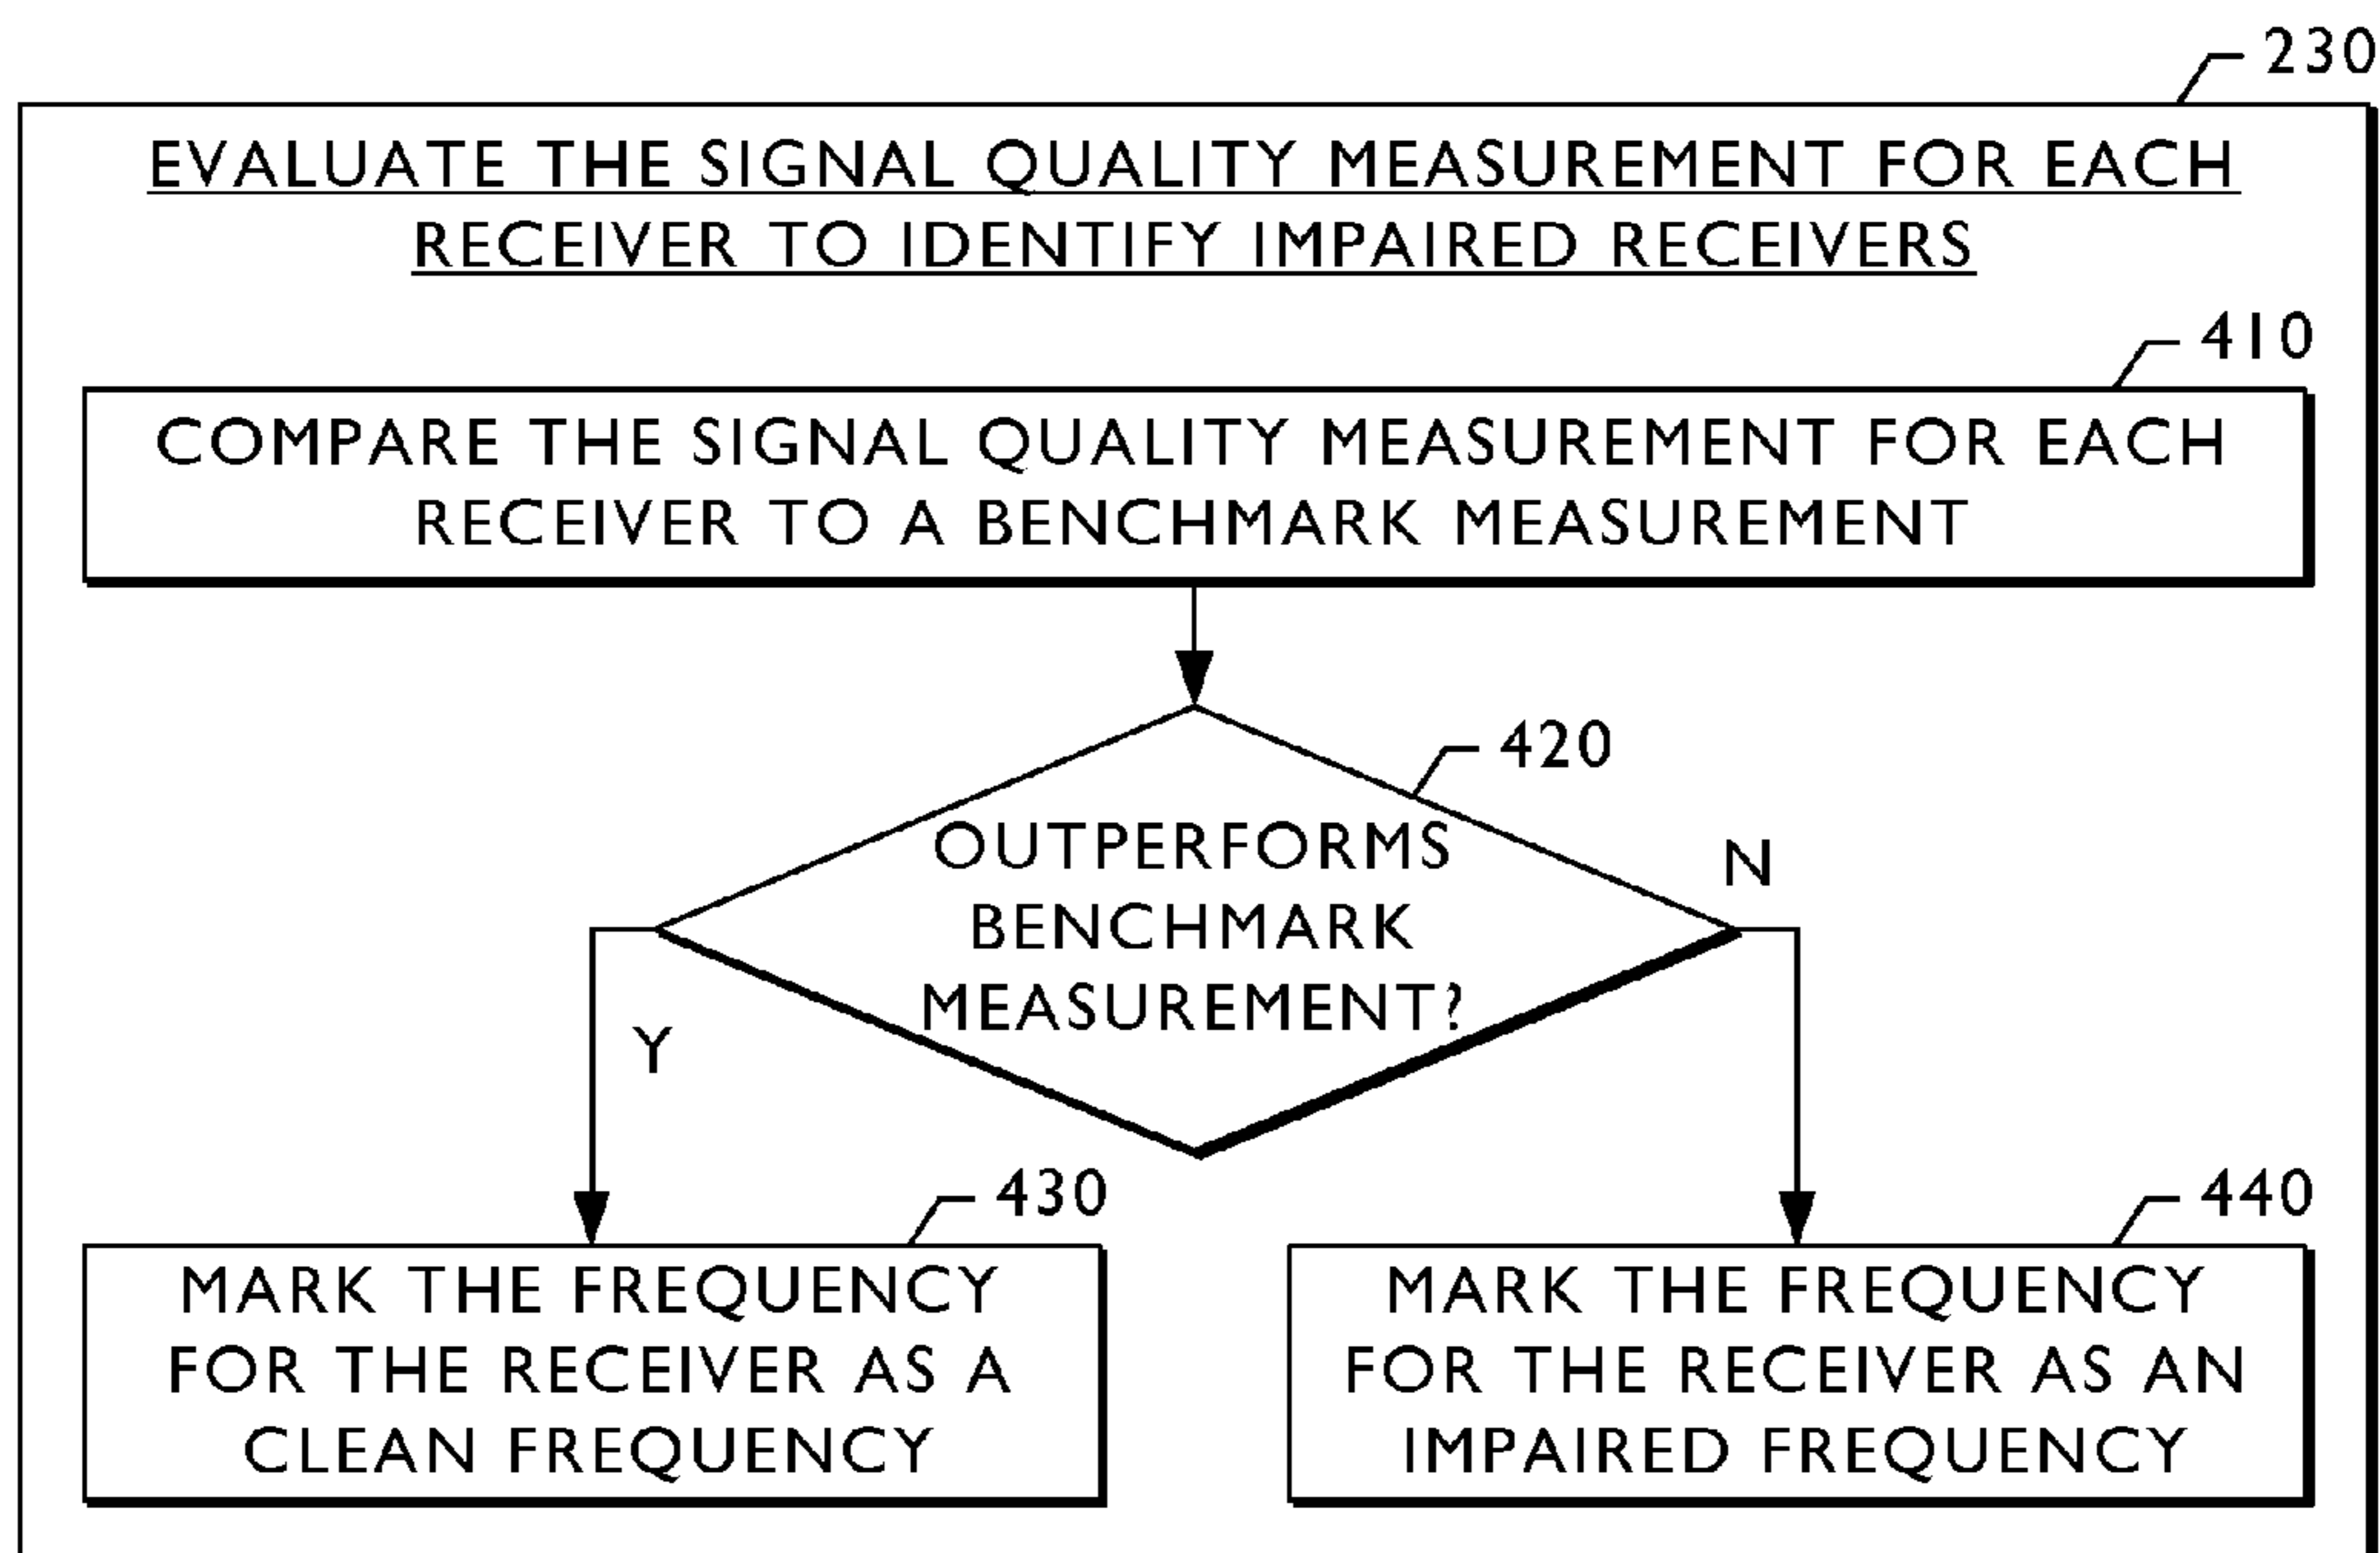 230
EVALUATE THE SIGNAL QUALITY MEASUREMENT FOR EACH
RECEIVER TO IDENTIFY IMPAIRED RECEIVERS
410
COMPARE THE SIGNAL QUALITY MEASUREMENT FOR EACH
RECEIVER TO A BENCHMARK MEASUREMENT
420
OUTPERFORMS
BENCHMARK
MEASUREMENT?
N
Y
430
MARK THE FREQUENCY
FOR THE RECEIVER AS A
CLEAN FREQUENCY
440
MARK THE FREQUENCY
FOR THE RECEIVER AS AN
IMPAIRED FREQUENCY